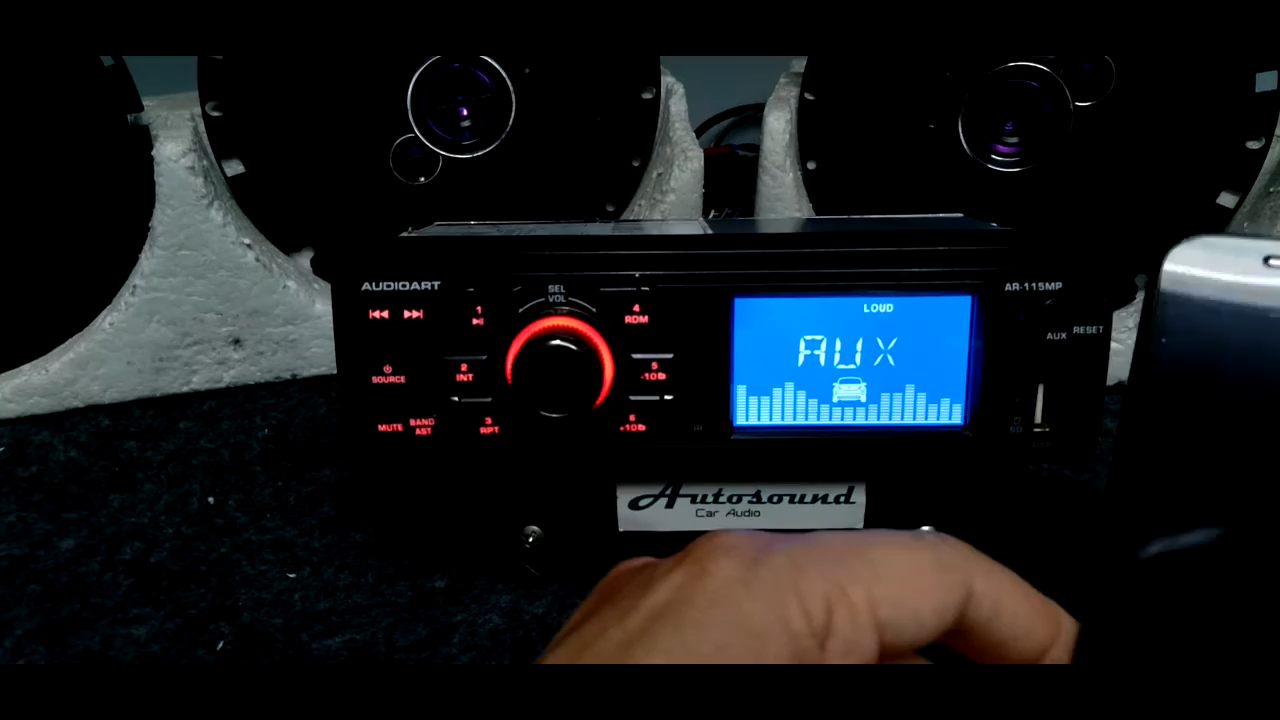 AUDIOART
SEL
VOL
1
4
RDM
SOURCE
2
INT
5
-10
MUTE
BAND
AST
3
RPT
6
+10
LOUD
AUX
AR-115MP
AUX
RESET
Autosound
Car Audio